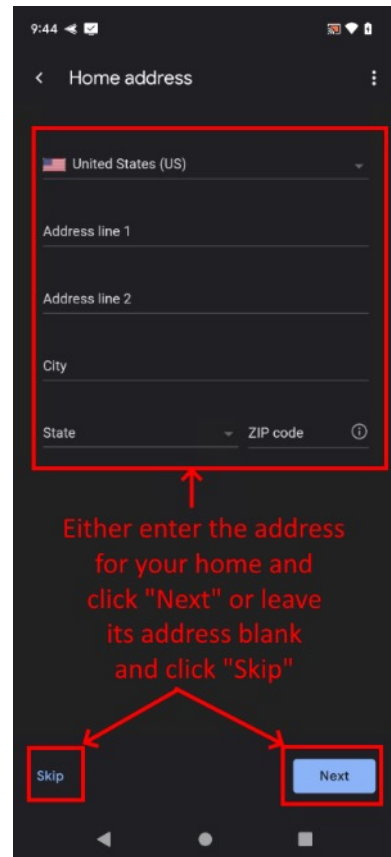 9:44
Home address
United States (US)
Address line 1
Address line 2
City
State
ZIP code
Either enter the address
for your home and
click "Next" or leave
its address blank
and click "Skip"
Skip
Next